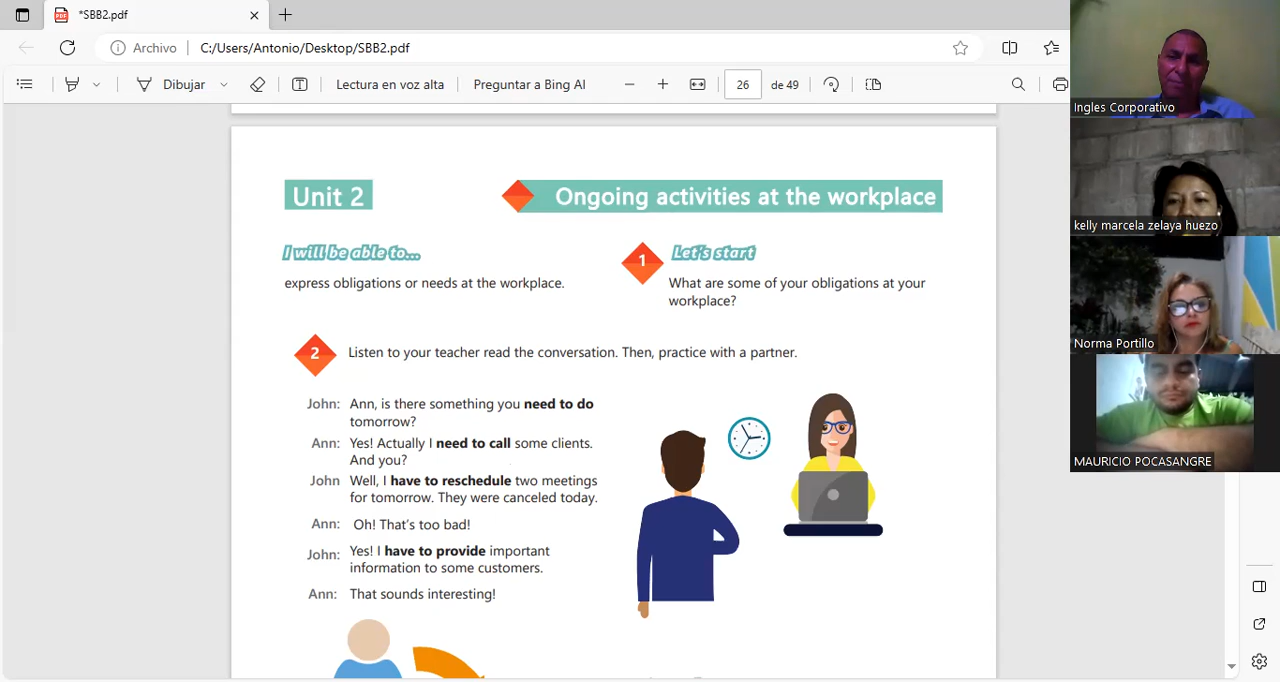 *SBB2.pdf
Archivo
C:/Users/Antonio/Desktop/SBB2.pdf
Dibujar
Lectura en voz alta
Preguntar a Bing AI
26
de 49
Unit 2
Ongoing activities at the workplace
I will be able to...
express obligations or needs at the workplace.
1
Let's start
What are some of your obligations at your
workplace?
2
Listen to your teacher read the conversation. Then, practice with a partner.
John: Ann, is there something you need to do
tomorrow?
Ann: Yes! Actually I need to call some clients.
And you?
John Well, I have to reschedule two meetings
for tomorrow. They were canceled today.
Ann: Oh! That's too bad!
John: Yes! I have to provide important
information to some customers.
Ann: That sounds interesting!
Ingles Corporativo
kelly marcela zelaya huezo
Norma Portillo
MAURICIO POCASANGRE